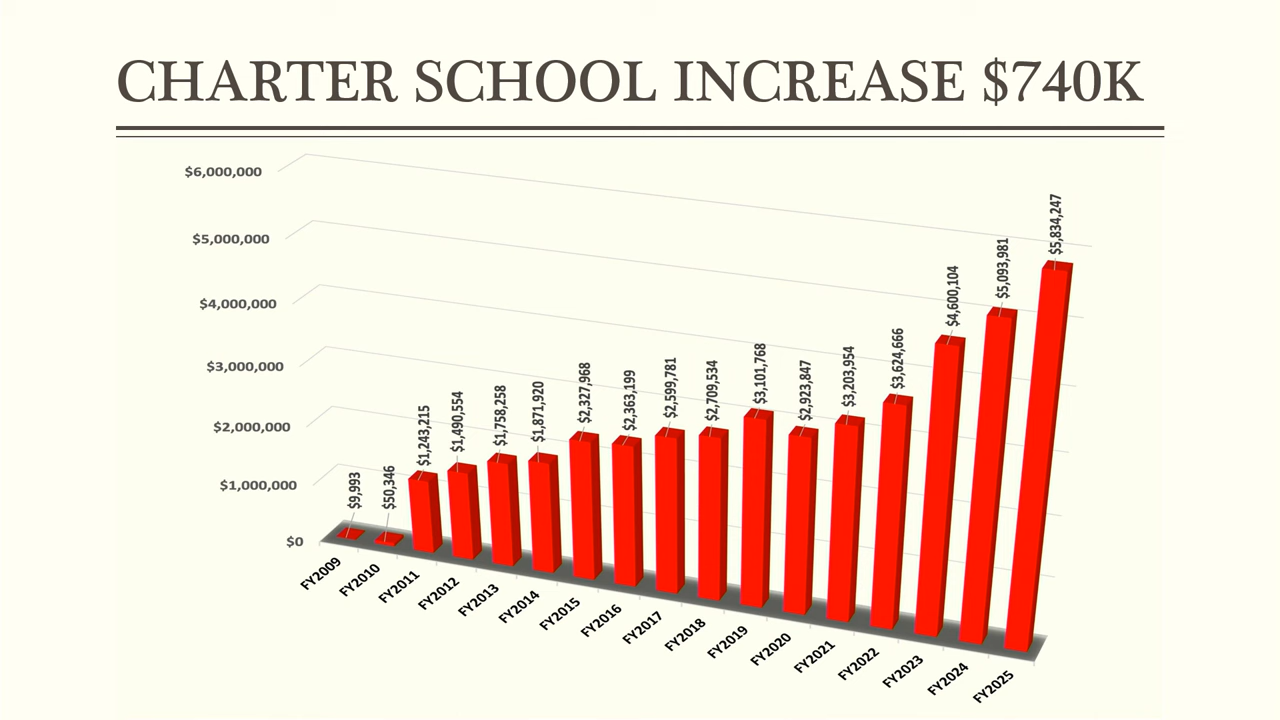 CHARTER SCHOOL INCREASE $740K
$6,000,000
$5,000,000
$4,000,000
$3,000,000
$2,000,000
$1,000,000
$0
$9,993
$50,346
$1,243,215
$1,490,554
$1,758,258
$1,871,920
$2,327,968
$2,363,199
$2,599,781
$2,709,534
$3,101,768
$2,923,847
$3,203,954
$3,624,666
$4,600,104
$5,093,981
$5,834,247
FY2009
FY2010
FY2011
FY2012
FY2013
FY2014
FY2015
FY2016
FY2017
FY2018
FY2019
FY2020
FY2021
FY2022
FY2023
FY2024
FY2025